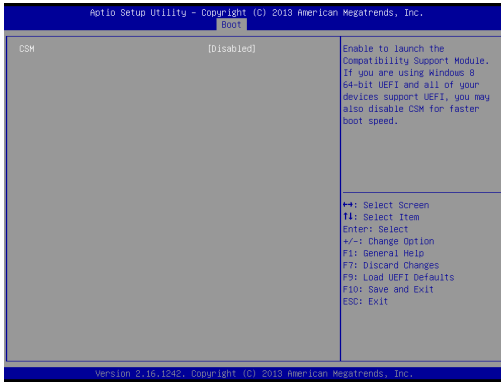 Aptio Setup Utility – Copyright (C) 2013 American Megatrends, Inc.
Boot
CSM [Disabled]
Enable to launch the
Compatibility Support Module.
If you are using Windows 8
64-bit UEFI and all of your
devices support UEFI, you may
also disable CSM for faster
boot speed.
↔: Select Screen
↑↓: Select Item
Enter: Select
+/-: Change Option
F1: General Help
F7: Discard Changes
F9: Load UEFI Defaults
F10: Save and Exit
ESC: Exit
Version 2.16.1242. Copyright (C) 2013 American Megatrends, Inc.